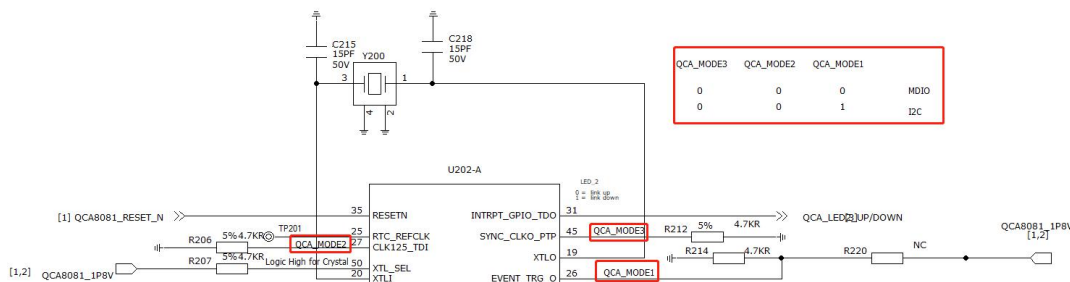 C215
15PF
50V
C218
15PF
50V
Y200
3
1
4
2
QCA_MODE3 QCA_MODE2 QCA_MODE1
0 0 0 MDIO
0 0 1 I2C
U202-A
LED_2
0 = link up
1 = link down
[1] QCA8081_RESET_N
35 RESETN
INTRPT_GPIO_TDO 31
UP/DOWN
TP201
25 RTC_REFCLK
SYNC_CLKO_PTP 45
QCA_MODE3
R212 5% 4.7KR
R206 5% 4.7KR
QCA_MODE2
27 CLK125_TDI
QCA8081_1P8V
[1,2]
R214 4.7KR
R220 NC
[1,2] QCA8081_1P8V
R207 5% 4.7KR
Logic High for Crystal
50 XTL_SEL
20 XTLI
XTLO 19
EVENT_TRG_O 26
QCA_MODE1